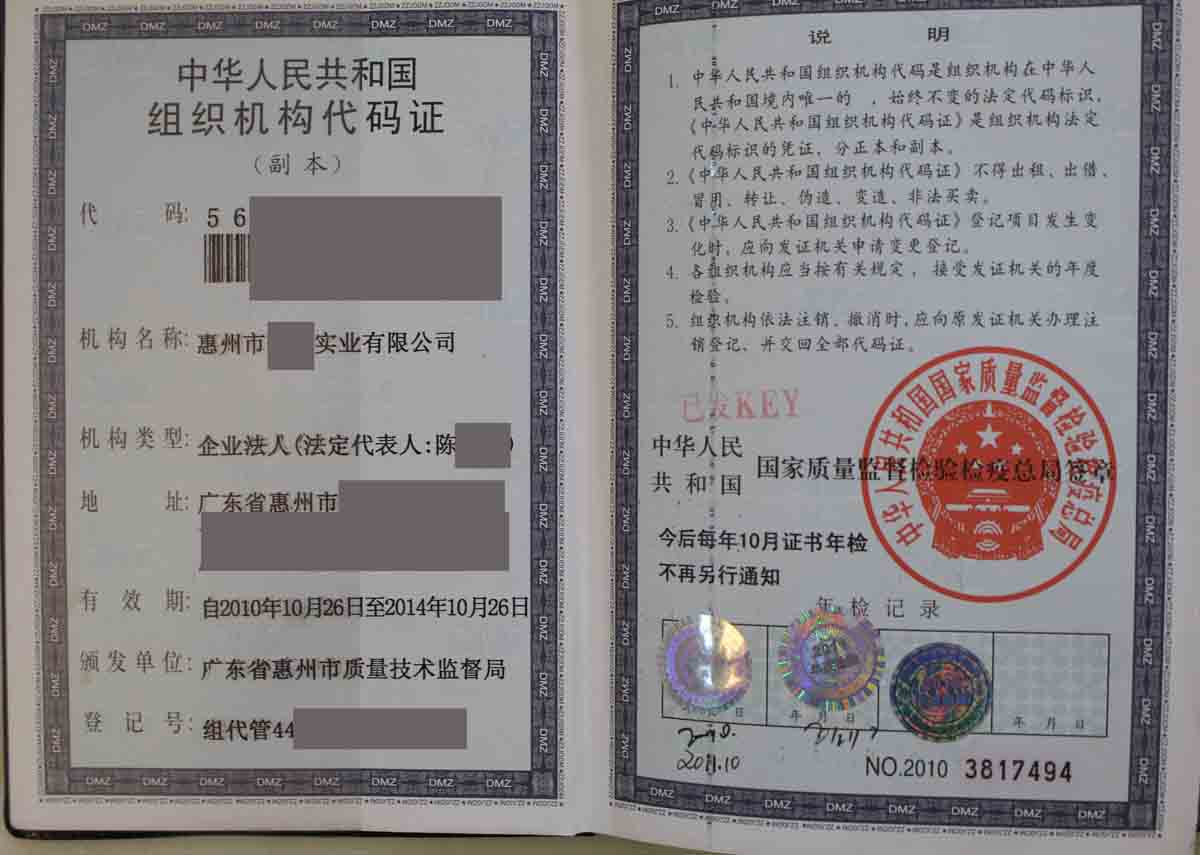 中华人民共和国
组织机构代码证
(副本)
代 码: 5 6
机构名称: 惠州市 实业有限公司
机构类型: 企业法人(法定代表人:陈 )
地 址: 广东省惠州市
有 效 期: 自2010年10月26日至2014年10月26日
颁发单位: 广东省惠州市质量技术监督局
登 记 号: 组代管44
说 明
1. 中华人民共和国组织机构代码是组织机构在中华人
民共和国境内唯一的 ,始终不变的法定代码标识,
《中华人民共和国组织机构代码证》是组织机构法定
代码标识的凭证、分正本和副本。
2. 《中华人民共和国组织机构代码证》不得出租、出借、
冒用、转让、伪造、变造、非法买卖。
3. 《中华人民共和国组织机构代码证》登记项目发生变
化时,应向发证机关申请变更登记。
4. 各组织机构应当按有关规定, 接受发证机关的年度
检验。
5. 组织机构依法注销、撤消时,应向原发证机关办理注
销登记、并交回全部代码证。
已发KEY
中华人民共和国国家质量监督检验检疫总局
中华人民
共和国 国家质量监督检验检疫总局签章
今后每年10月证书年检
不再另行通知
年检记录
日
年 月 日
年 月 日
2011.10
NO.2010 3817494
DMZ